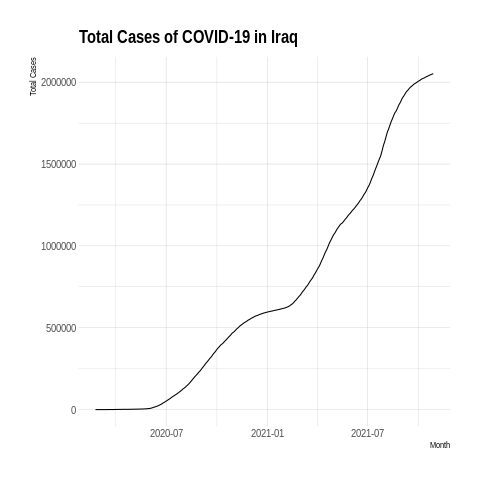 Total Cases of COVID-19 in Iraq
Total Cases
2000000
1500000
1000000
500000
0
2020-07 2021-01 2021-07
Month